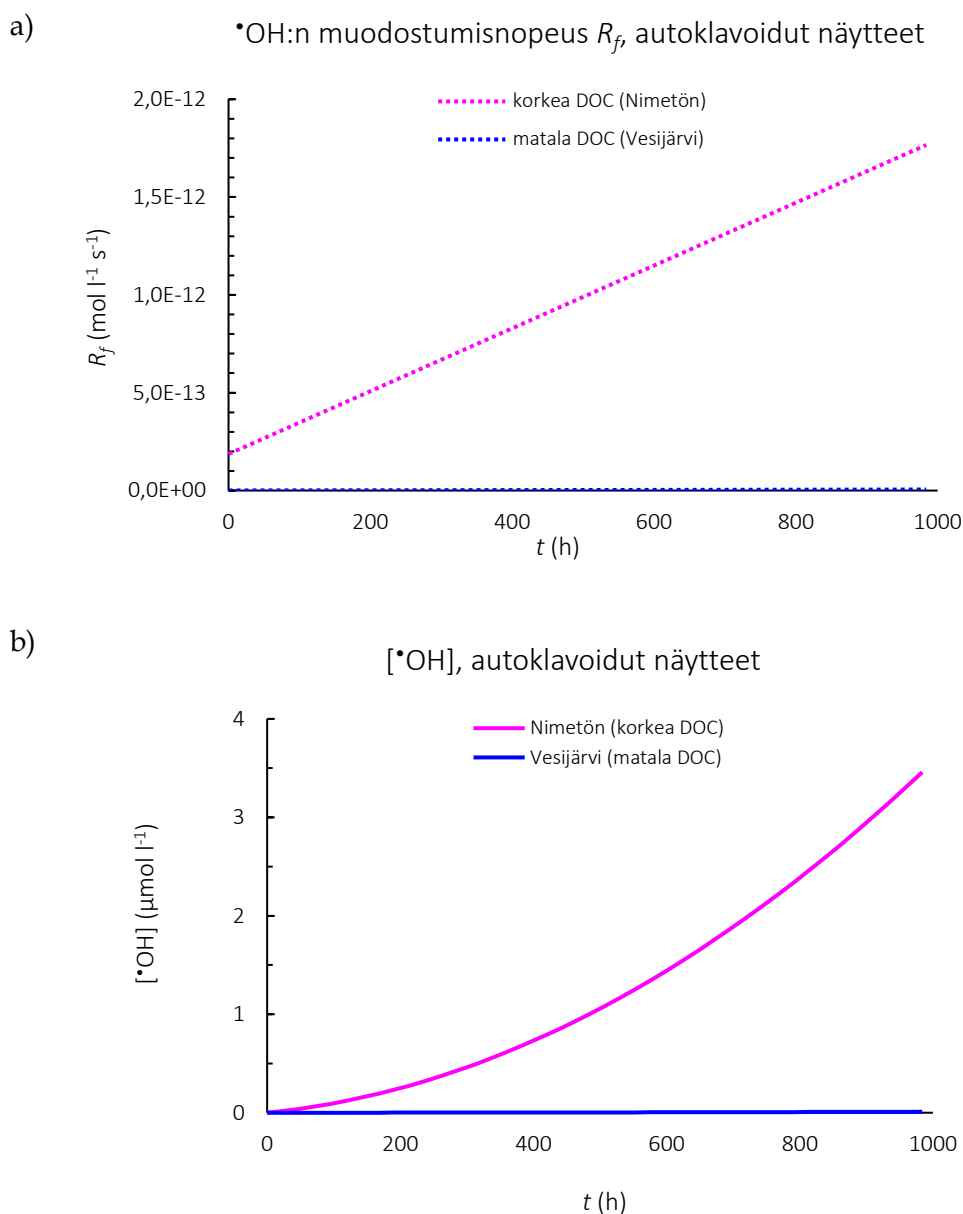 a)
•OH:n muodostumisnopeus Rf, autoklavoidut näytteet
korkea DOC (Nimetön)
matala DOC (Vesijärvi)
2,0E-12
1,5E-12
1,0E-12
5,0E-13
0,0E+00
Rf (mol l-1 s-1)
0 200 400 600 800 1000
t (h)
b)
[•OH], autoklavoidut näytteet
Nimetön (korkea DOC)
Vesijärvi (matala DOC)
4
3
2
1
0
[•OH] (µmol l-1)
0 200 400 600 800 1000
t (h)